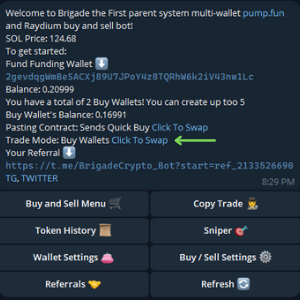 Welcome to Brigade the First parent system multi-wallet pump.fun
and Raydium buy and sell bot!
SOL Price: 124.68
To get started:
Fund Funding Wallet ⬇️
2gevdqgWmBeSACXj89U7JPoY4z8TQRhW6k2iV43nw1Lc
Balance: 0.20999
You have a total of 2 Buy Wallets! You can create up too 5
Buy Wallet's Balance: 0.16991
Pasting Contract: Sends Quick Buy Click To Swap
Trade Mode: Buy Wallets Click To Swap
Your Referral ⬇️
https://t.me/BrigadeCrypto_Bot?start=ref_2133526690
TG, TWITTER
8:29 PM
Buy and Sell Menu 🛒
Copy Trade 🕵️
Token History 📜
Sniper 🎯
Wallet Settings 👛
Buy / Sell Settings ⚙️
Referrals 🤝
Refresh 🔄